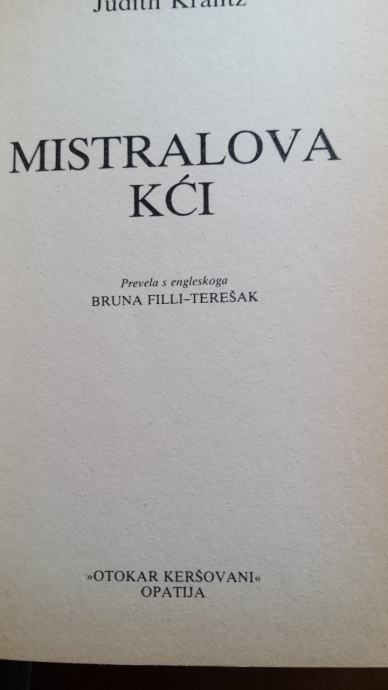 Judith Krantz
MISTRALOVA
KĆI
Prevela s engleskoga
BRUNA FILLI–TEREŠAK
»OTOKAR KERŠOVANI«
OPATIJA